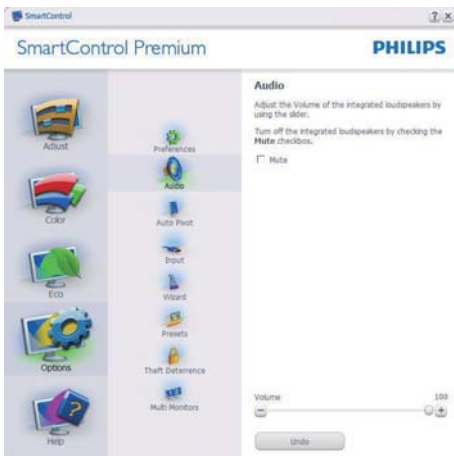 SmartControl
SmartControl Premium
PHILIPS
Adjust
Color
Eco
Options
Help
Preferences
Audio
Auto Pivot
Input
Wizard
Presets
Theft Deterrence
Multi Monitors
Audio
Adjust the Volume of the integrated loudspeakers by
using the slider.
Turn off the integrated loudspeakers by checking the
Mute checkbox.
Mute
Volume 100
Undo